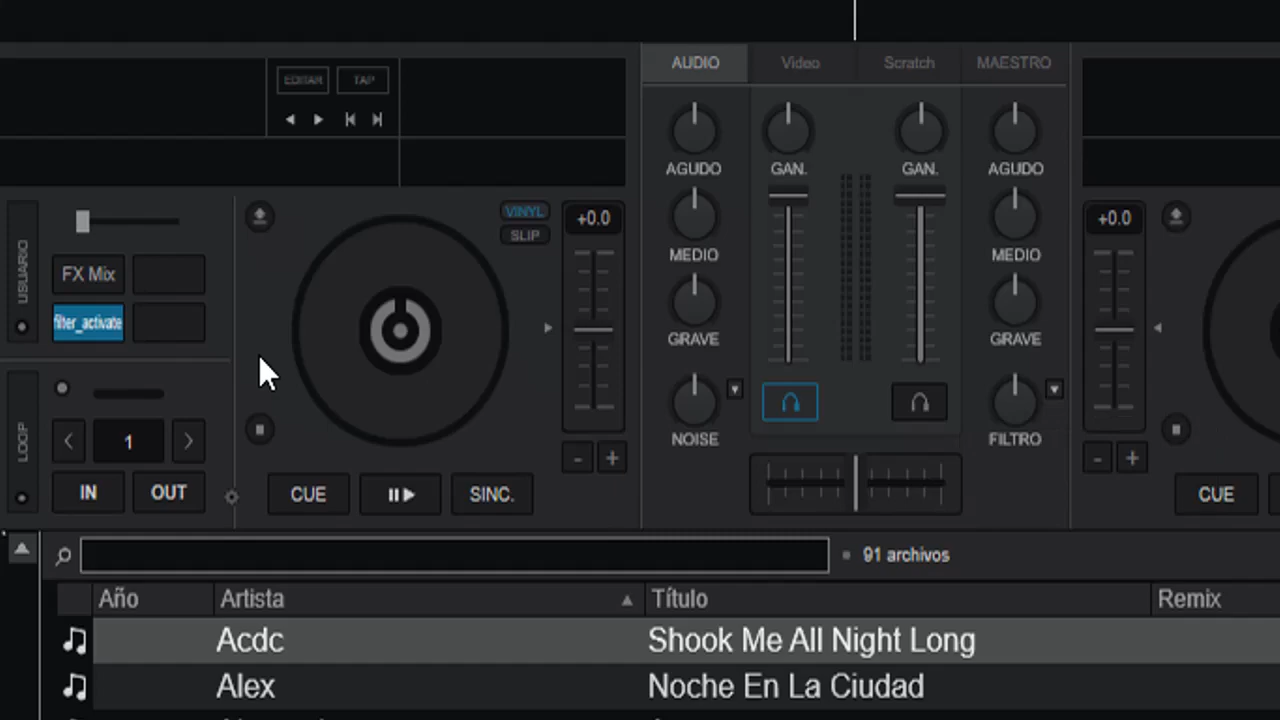 AUDIO Video Scratch MAESTRO
EDITAR TAP
AGUDO GAN. GAN. AGUDO
VINYL
SLIP
+0.0 +0.0
USUARIO
MEDIO MEDIO
FX Mix
filter_activate
GRAVE GRAVE
LOOP
1
NOISE FILTRO
- + - +
IN OUT CUE SINC. CUE
91 archivos
Año Artista Título Remix
Acdc Shook Me All Night Long
Alex Noche En La Ciudad